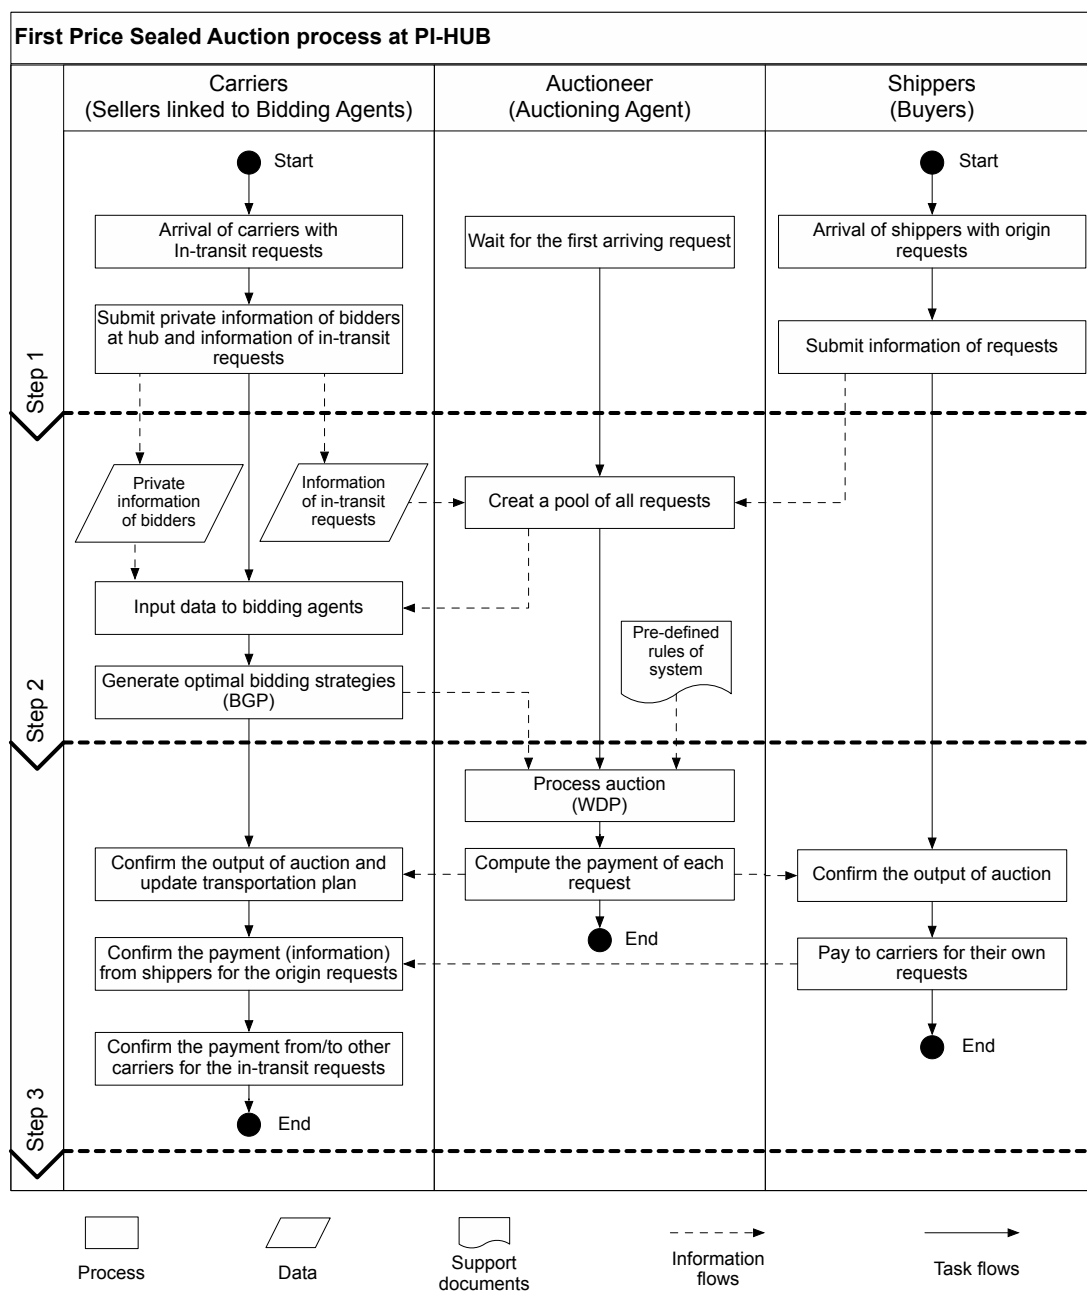 First Price Sealed Auction process at PI-HUB
Carriers
(Sellers linked to Bidding Agents)
Auctioneer
(Auctioning Agent)
Shippers
(Buyers)
Step 1
Start
Start
Arrival of carriers with
In-transit requests
Wait for the first arriving request
Arrival of shippers with origin
requests
Submit private information of bidders
at hub and information of in-transit
requests
Submit information of requests
Step 2
Private
information
of bidders
Information
of in-transit
requests
Creat a pool of all requests
Input data to bidding agents
Pre-defined
rules of
system
Generate optimal bidding strategies
(BGP)
Step 3
Process auction
(WDP)
Confirm the output of auction and
update transportation plan
Compute the payment of each
request
Confirm the output of auction
End
Confirm the payment (information)
from shippers for the origin requests
Pay to carriers for their own
requests
Confirm the payment from/to other
carriers for the in-transit requests
End
End
Process
Data
Support
documents
Information
flows
Task flows